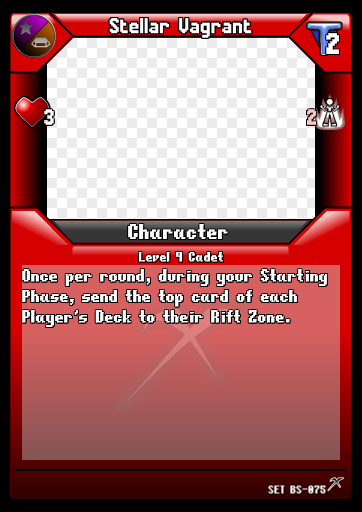 Stellar Vagrant
T2
3
2
Character
Level 4 Cadet
Once per round, during your Starting
Phase, send the top card of each
Player's Deck to their Rift Zone.
SET BS-075